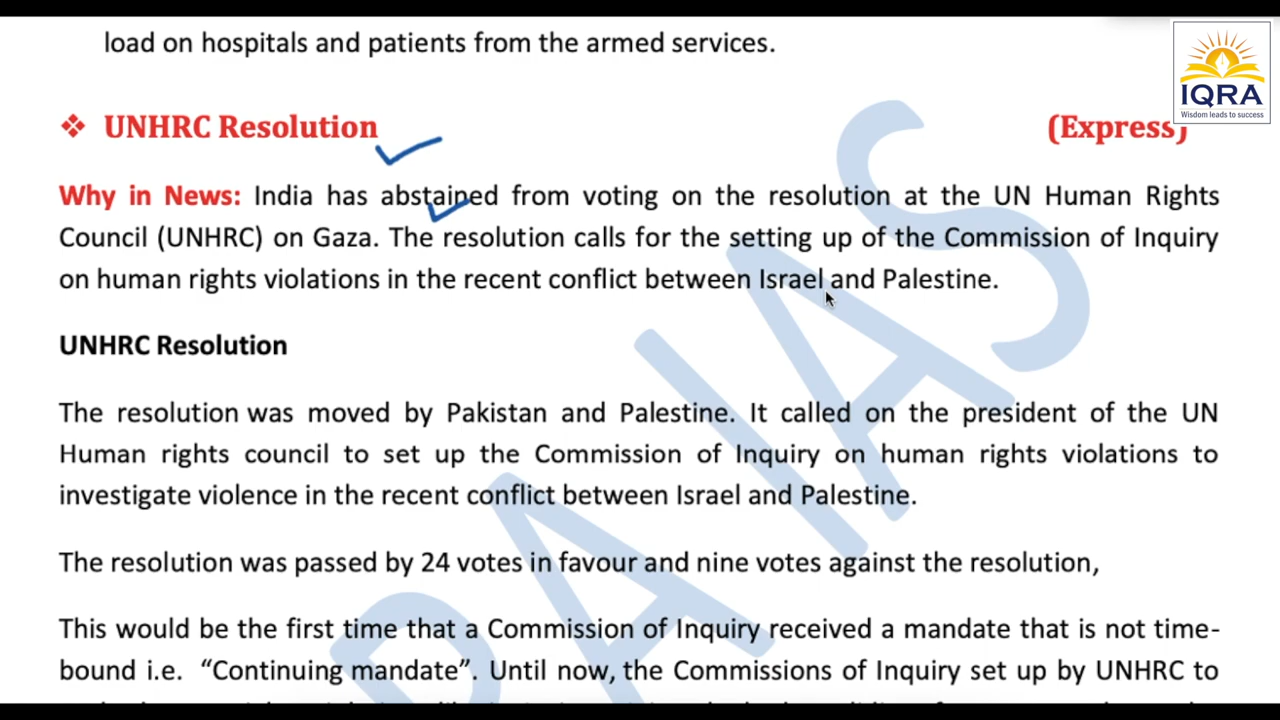 load on hospitals and patients from the armed services.
IQRA
Wisdom leads to success
❖ UNHRC Resolution (Express)
Why in News: India has abstained from voting on the resolution at the UN Human Rights
Council (UNHRC) on Gaza. The resolution calls for the setting up of the Commission of Inquiry
on human rights violations in the recent conflict between Israel and Palestine.
UNHRC Resolution
The resolution was moved by Pakistan and Palestine. It called on the president of the UN
Human rights council to set up the Commission of Inquiry on human rights violations to
investigate violence in the recent conflict between Israel and Palestine.
The resolution was passed by 24 votes in favour and nine votes against the resolution,
This would be the first time that a Commission of Inquiry received a mandate that is not time-
bound i.e. “Continuing mandate”. Until now, the Commissions of Inquiry set up by UNHRC to